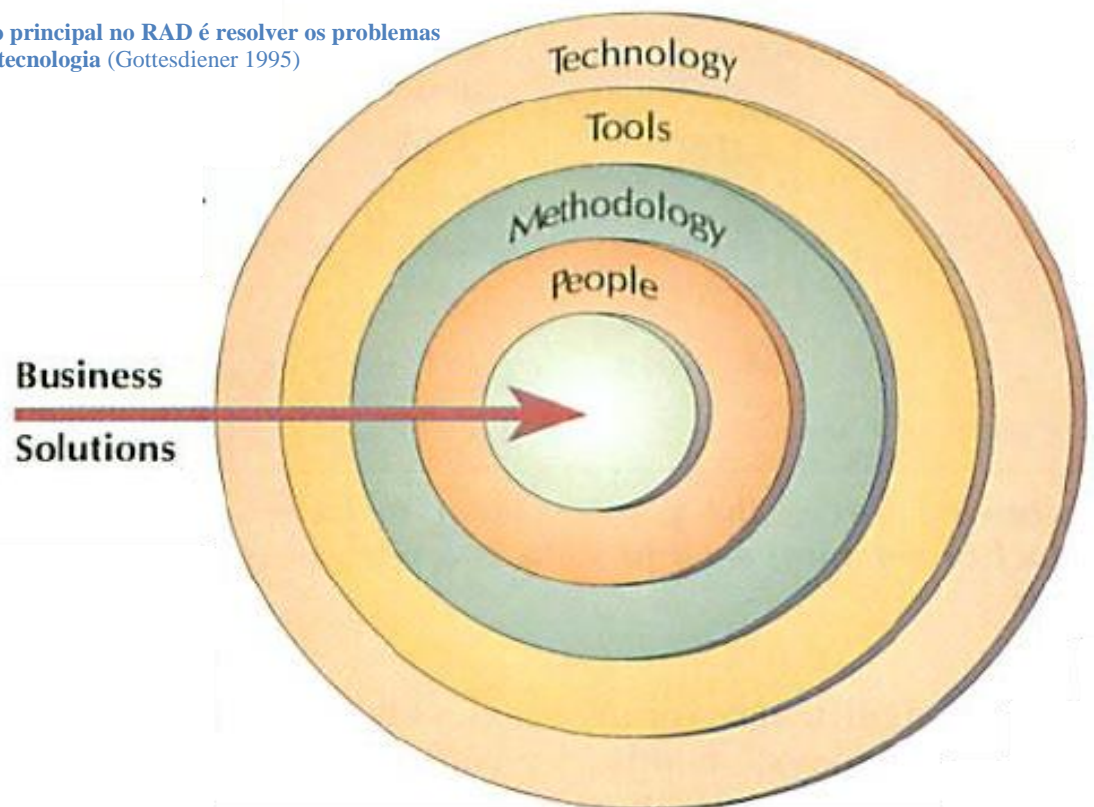 principal no RAD é resolver os problemas
tecnologia (Gottesdiener 1995)
Technology
Tools
Methodology
People
Business
Solutions